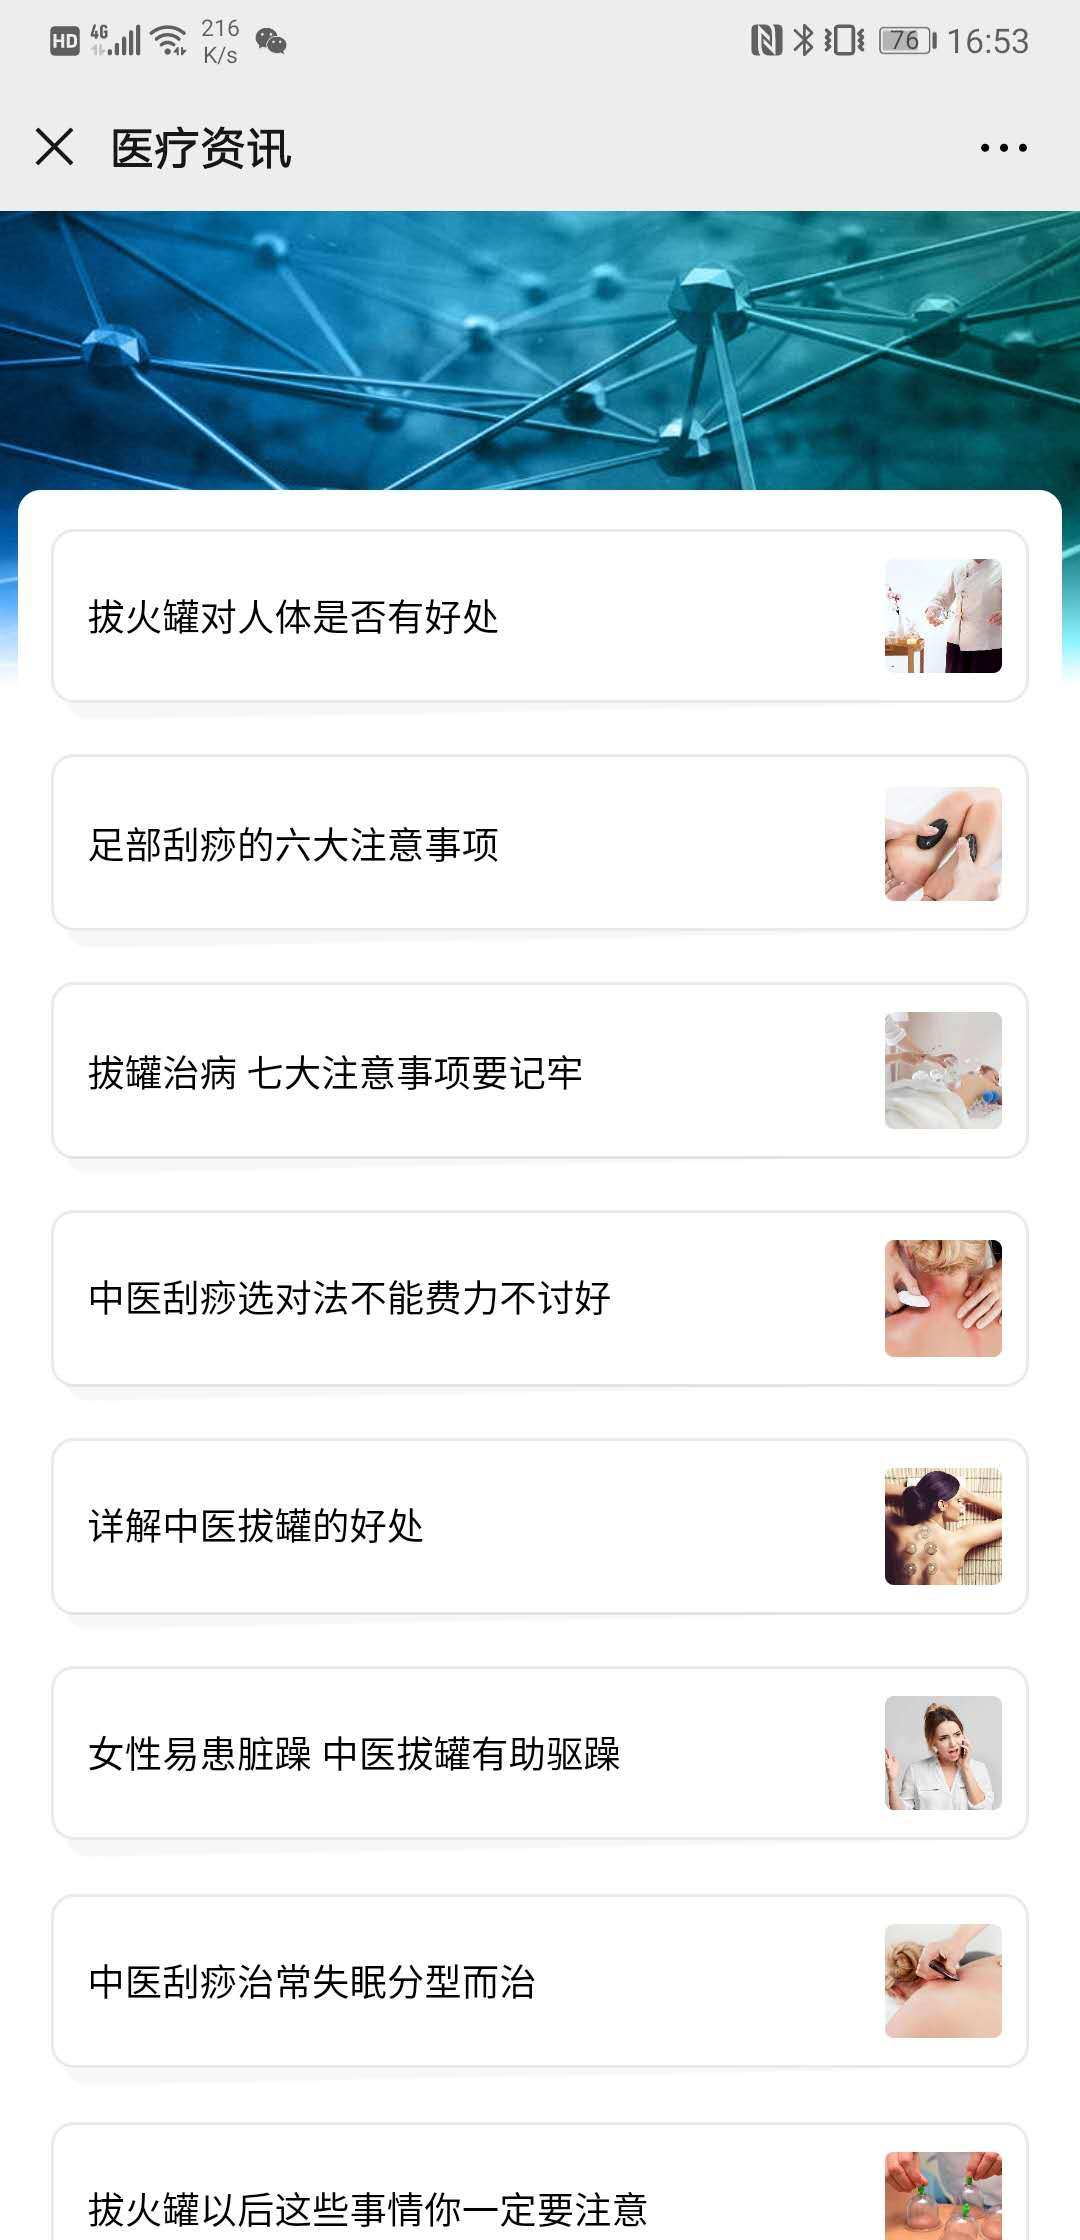 HD 4G 216 K/s 76 16:53
医疗资讯
拔火罐对人体是否有好处
足部刮痧的六大注意事项
拔罐治病 七大注意事项要记牢
中医刮痧选对法不能费力不讨好
详解中医拔罐的好处
女性易患脏躁 中医拔罐有助驱躁
中医刮痧治常失眠分型而治
拔火罐以后这些事情你一定要注意